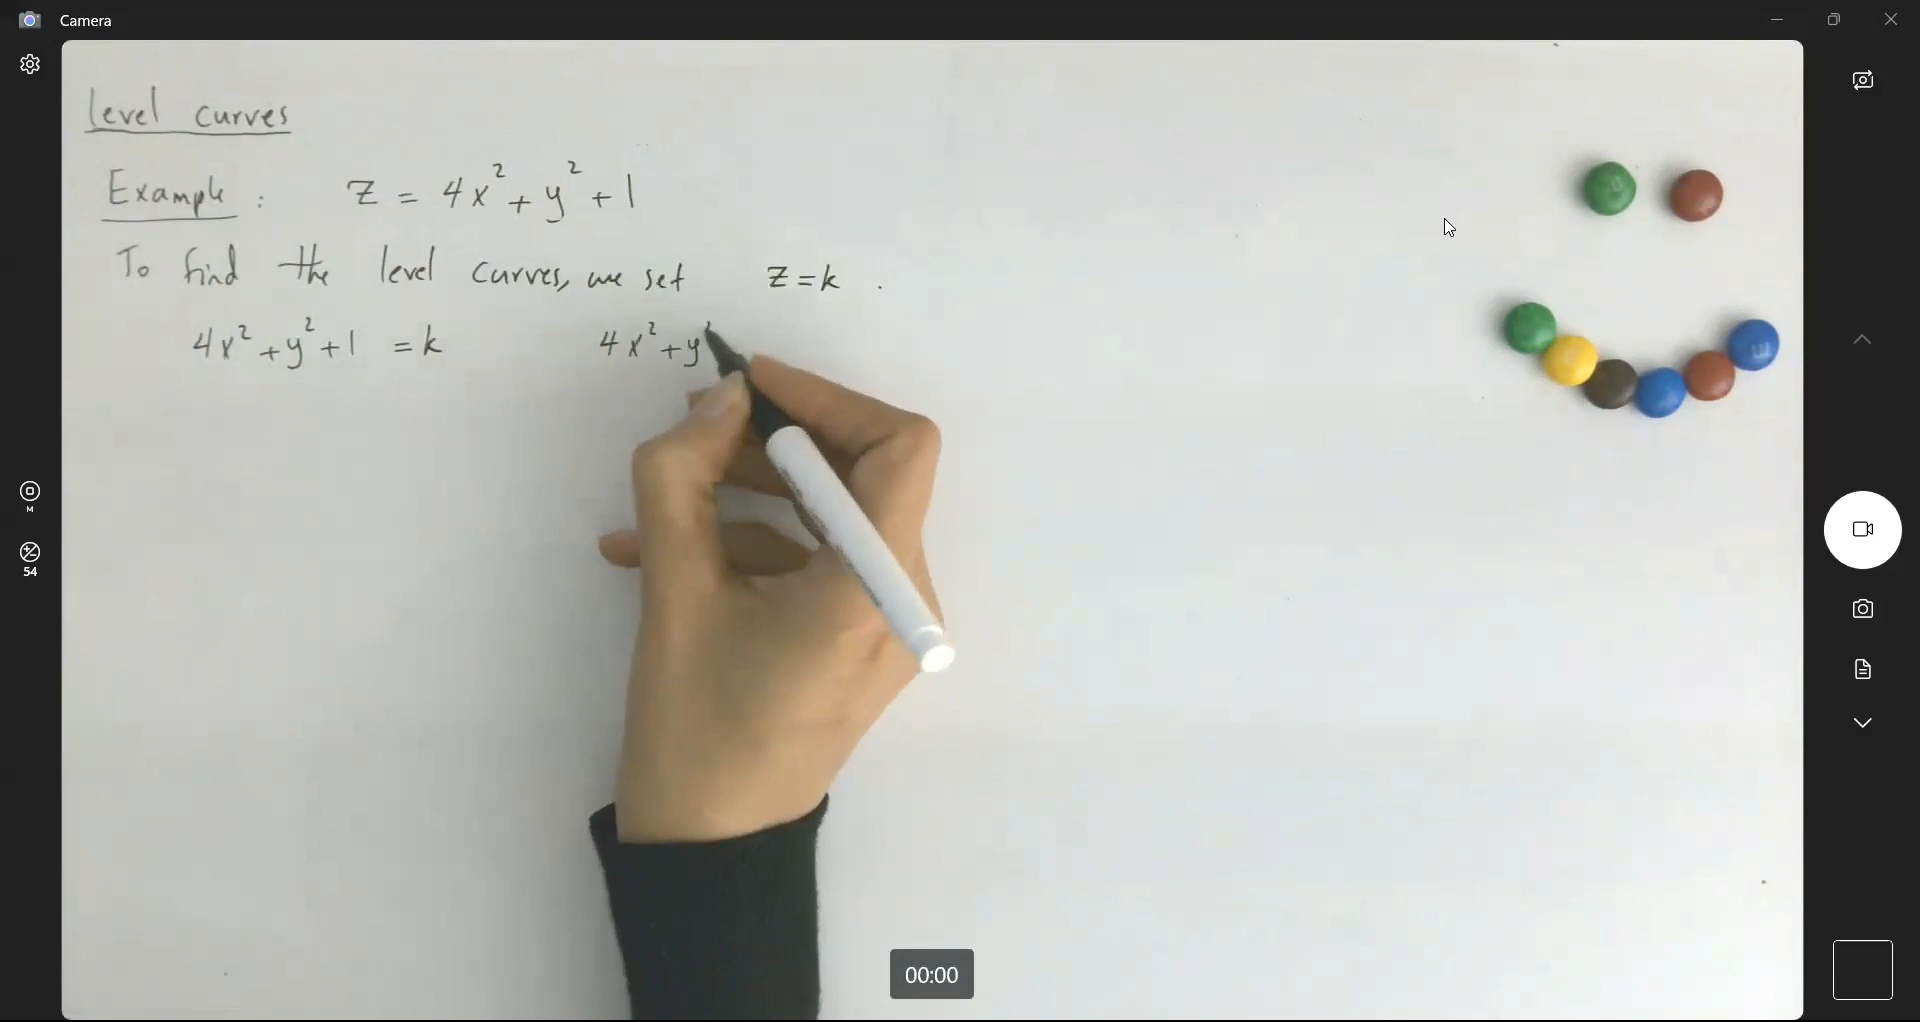 Camera
Level curves
Example : z = 4x² + y² + 1
To find the level curves, we set z = k .
4x² + y² + 1 = k 4x² + y²
M
54
00:00